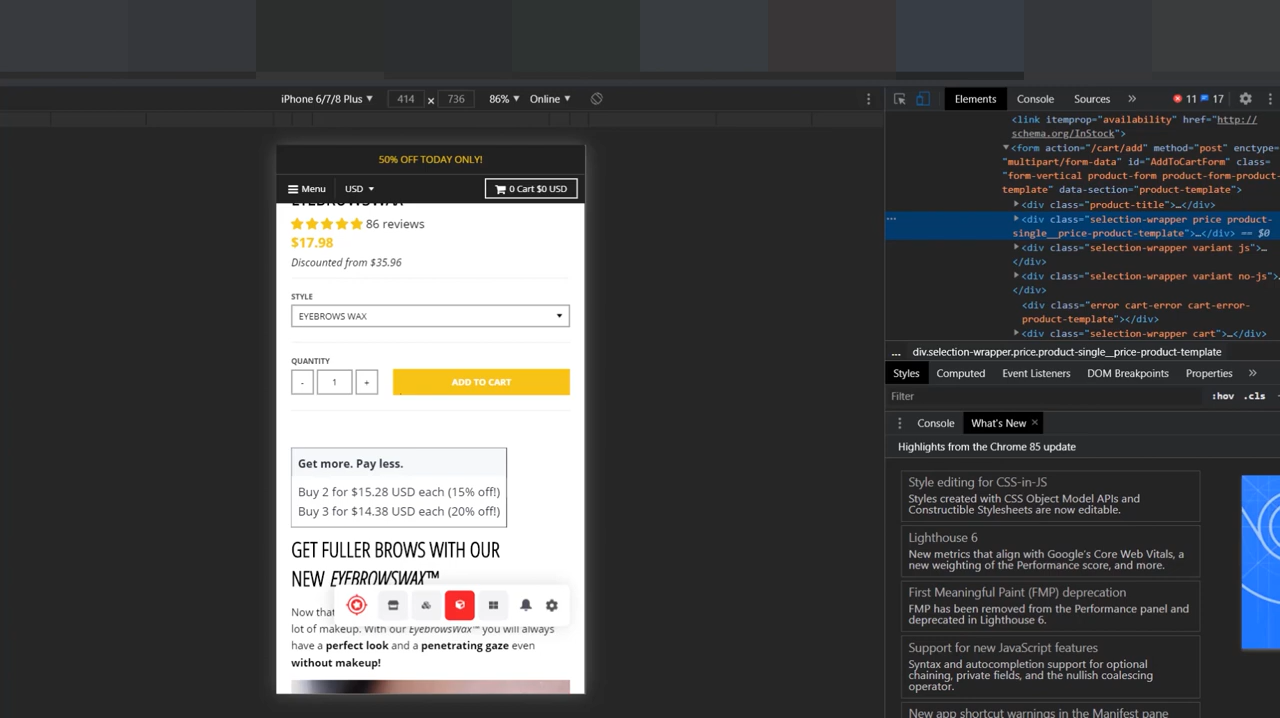 iPhone 6/7/8 Plus ▼ 414 × 736 86% ▼ Online ▼
Elements Console Sources » 11 17
50% OFF TODAY ONLY!
Menu USD 0 Cart $0 USD
EYEBROWSWAX
86 reviews
$17.98
Discounted from $35.96
STYLE
EYEBROWS WAX
QUANTITY
- 1 + ADD TO CART
Get more. Pay less.
Buy 2 for $15.28 USD each (15% off!)
Buy 3 for $14.38 USD each (20% off!)
GET FULLER BROWS WITH OUR
NEW EYEBROWSWAX™
Now that
lot of makeup. With our EyebrowsWax™ you will always
have a perfect look and a penetrating gaze even
without makeup!
<link itemprop="availability" href="http://
schema.org/InStock">
<form action="/cart/add" method="post" enctype=
"multipart/form-data" id="AddToCartForm" class=
"form-vertical product-form product-form-product-
template" data-section="product-template">
<div class="product-title">…</div>
<div class="selection-wrapper price product-
single__price-product-template">…</div> == $0
<div class="selection-wrapper variant js">…
</div>
<div class="selection-wrapper variant no-js">…
</div>
<div class="error cart-error cart-error-
product-template"></div>
<div class="selection-wrapper cart">…</div>
... div.selection-wrapper.price.product-single__price-product-template
Styles Computed Event Listeners DOM Breakpoints Properties »
Filter :hov .cls
Console What's New ×
Highlights from the Chrome 85 update
Style editing for CSS-in-JS
Styles created with CSS Object Model APIs and
Constructible Stylesheets are now editable.
Lighthouse 6
New metrics that align with Google's Core Web Vitals, a
new weighting of the Performance score, and more.
First Meaningful Paint (FMP) deprecation
FMP has been removed from the Performance panel and
deprecated in Lighthouse 6.
Support for new JavaScript features
Syntax and autocompletion support for optional
chaining, private fields, and the nullish coalescing
operator.
New app shortcut warnings in the Manifest pane